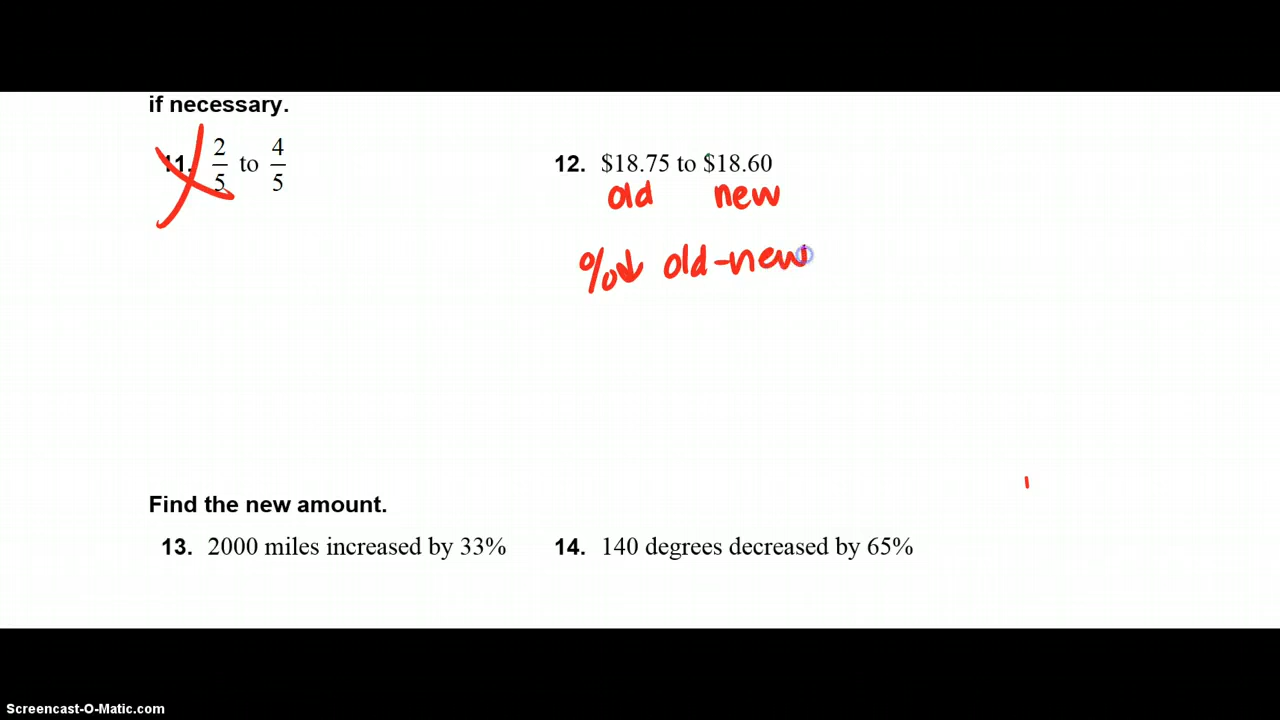 if necessary.
11. 2/5 to 4/5
12. $18.75 to $18.60
old new
%↓ old-new
Find the new amount.
13. 2000 miles increased by 33%
14. 140 degrees decreased by 65%
Screencast-O-Matic.com